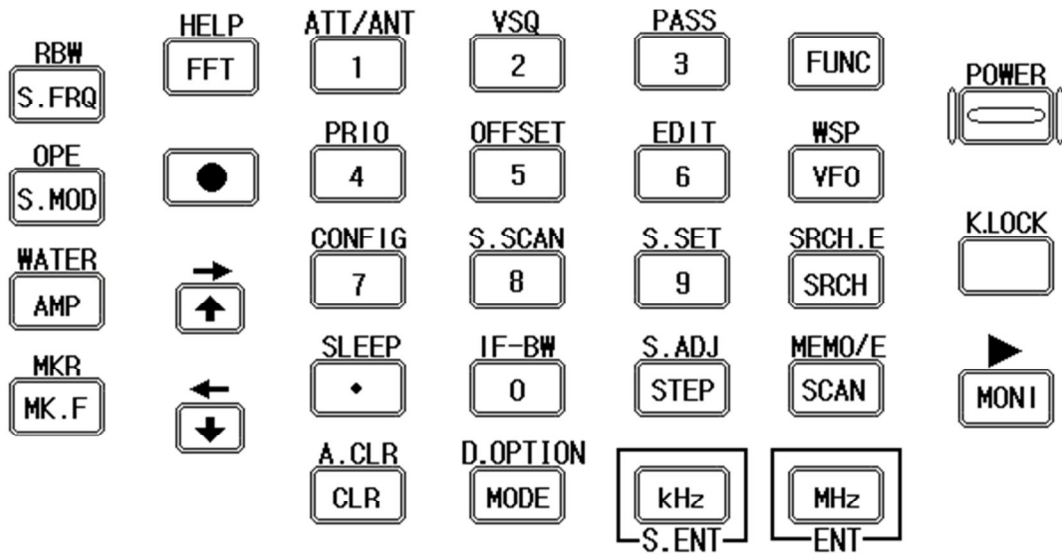 HELP ATT/ANT VSQ PASS
RBW FFT 1 2 3 FUNC POWER
S.FRQ
OPE PRIO OFFSET EDIT WSP
S.MOD 4 5 6 VFO
WATER CONFIG S.SCAN S.SET SRCH.E K.LOCK
AMP 7 8 9 SRCH
MKR SLEEP IF-BW S.ADJ MEMO/E
MK.F . 0 STEP SCAN MONI
A.CLR D.OPTION
CLR MODE kHz MHz
S.ENT ENT